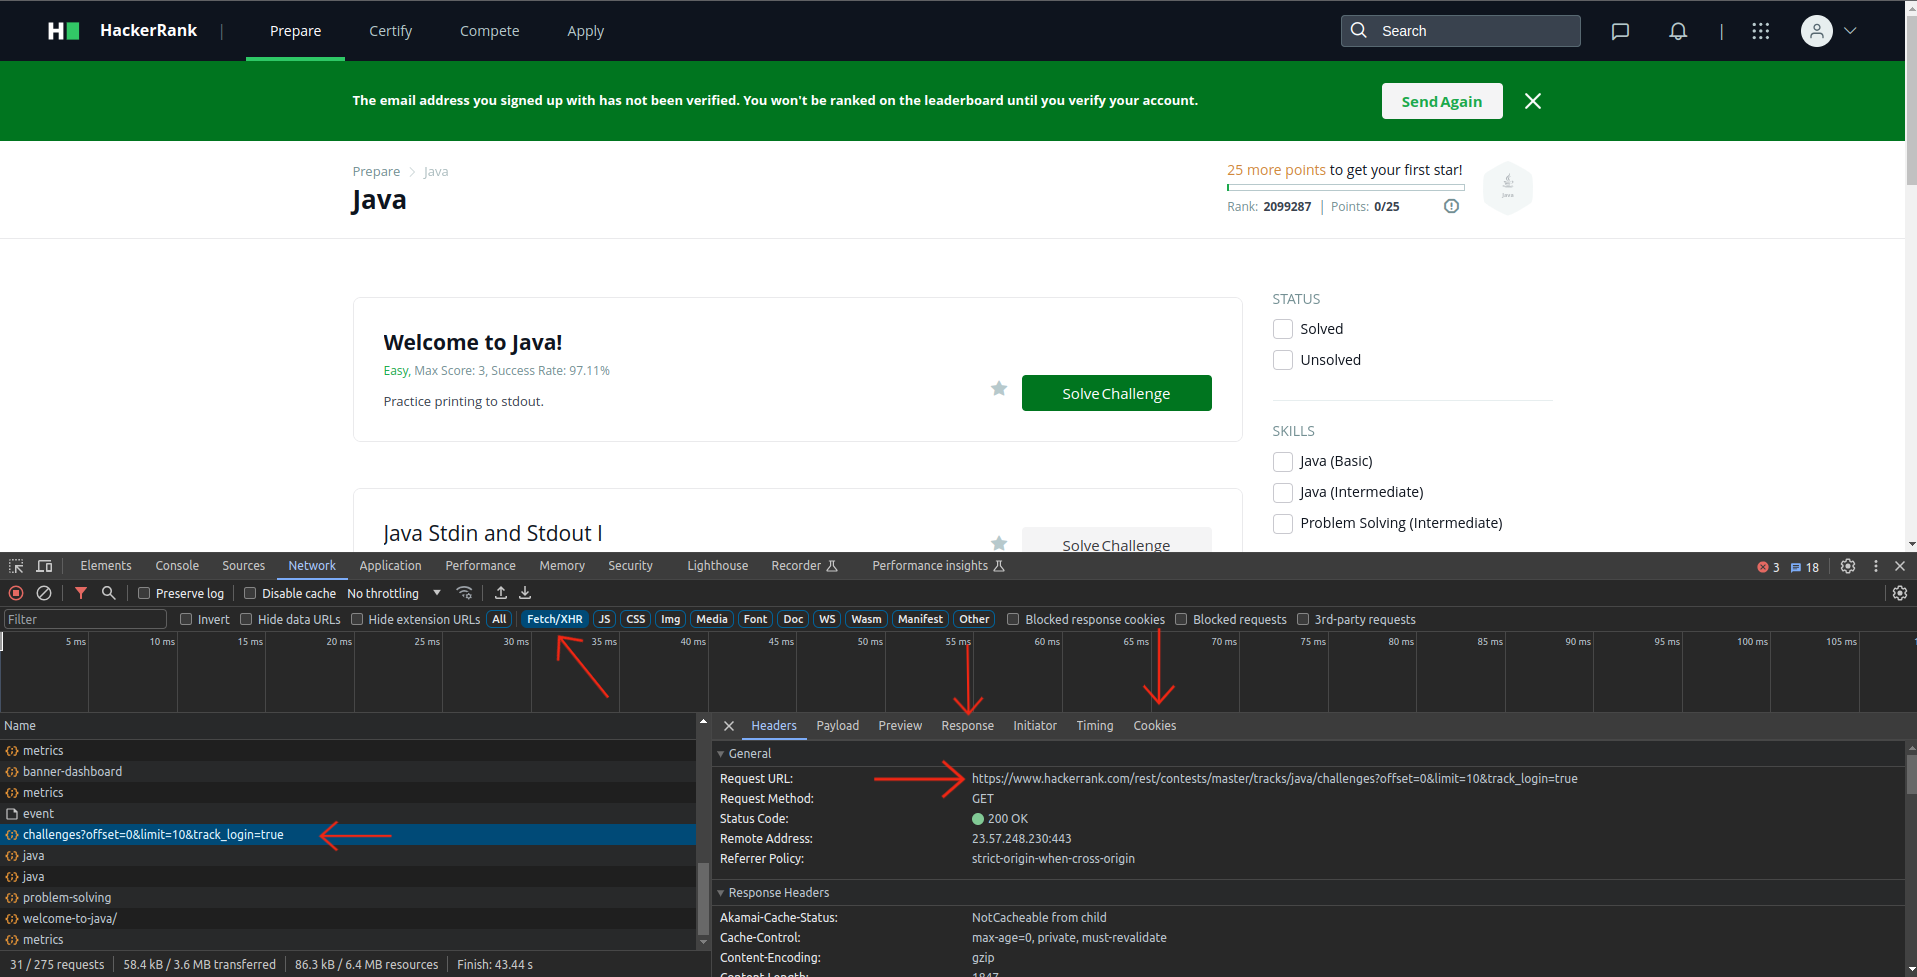 HackerRank | Prepare Certify Compete Apply Search |
The email address you signed up with has not been verified. You won't be ranked on the leaderboard until you verify your account. Send Again
Prepare > Java
Java
25 more points to get your first star!
Rank: 2099287 | Points: 0/25
Java
Welcome to Java!
Easy, Max Score: 3, Success Rate: 97.11%
Practice printing to stdout.
Solve Challenge
Java Stdin and Stdout I
Solve Challenge
STATUS
Solved
Unsolved
SKILLS
Java (Basic)
Java (Intermediate)
Problem Solving (Intermediate)
Elements Console Sources Network Application Performance Memory Security Lighthouse Recorder Performance insights 3 18
Preserve log Disable cache No throttling
Filter Invert Hide data URLs Hide extension URLs All Fetch/XHR JS CSS Img Media Font Doc WS Wasm Manifest Other Blocked response cookies Blocked requests 3rd-party requests
5 ms 10 ms 15 ms 20 ms 25 ms 30 ms 35 ms 40 ms 45 ms 50 ms 55 ms 60 ms 65 ms 70 ms 75 ms 80 ms 85 ms 90 ms 95 ms 100 ms 105 ms
Name
metrics
banner-dashboard
metrics
event
challenges?offset=0&limit=10&track_login=true
java
java
problem-solving
welcome-to-java/
metrics
31 / 275 requests 58.4 kB / 3.6 MB transferred 86.3 kB / 6.4 MB resources Finish: 43.44 s
Headers Payload Preview Response Initiator Timing Cookies
General
Request URL: https://www.hackerrank.com/rest/contests/master/tracks/java/challenges?offset=0&limit=10&track_login=true
Request Method: GET
Status Code: 200 OK
Remote Address: 23.57.248.230:443
Referrer Policy: strict-origin-when-cross-origin
Response Headers
Akamai-Cache-Status: NotCacheable from child
Cache-Control: max-age=0, private, must-revalidate
Content-Encoding: gzip
Content-Length: 1847